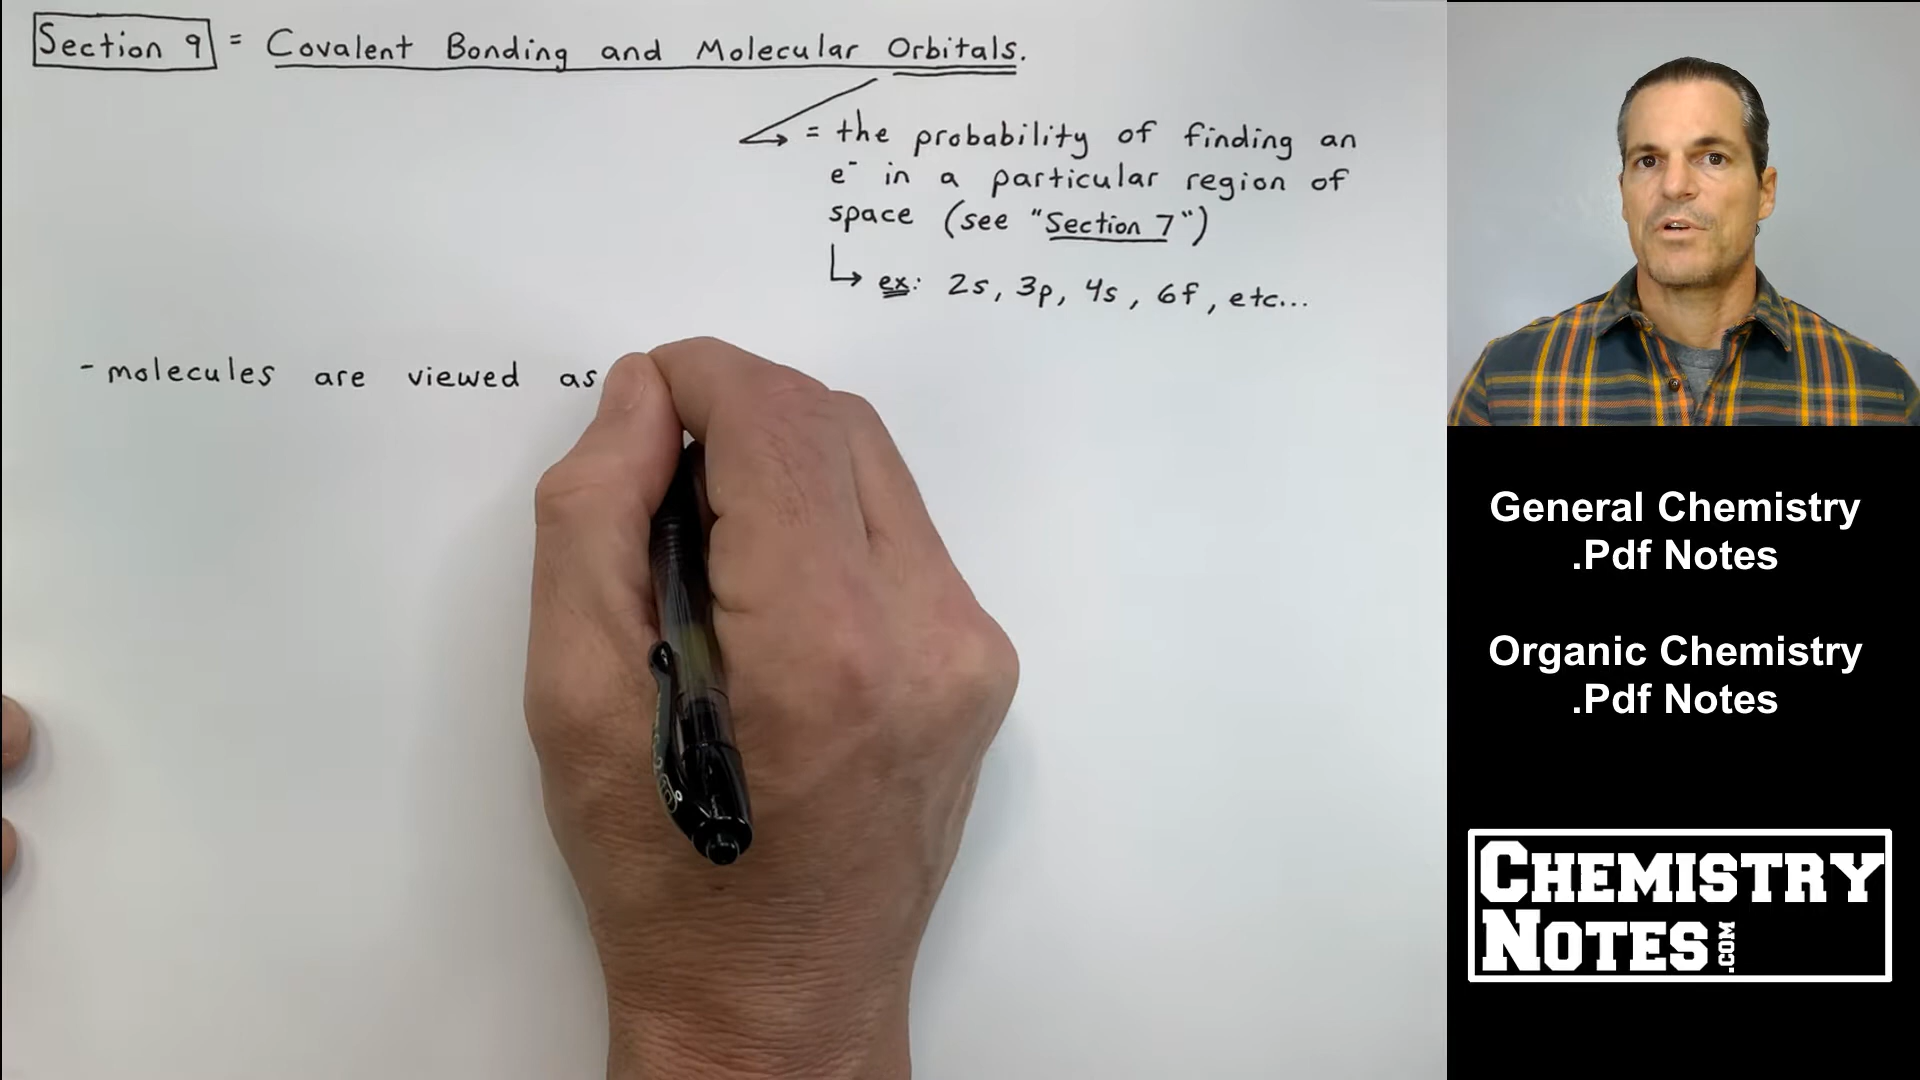 Section 9 = Covalent Bonding and Molecular Orbitals.
= the probability of finding an
e⁻ in a particular region of
space (see "Section 7")
ex: 2s, 3p, 4s, 6f, etc...
- molecules are viewed as
General Chemistry
.Pdf Notes
Organic Chemistry
.Pdf Notes
CHEMISTRY
NOTES.COM